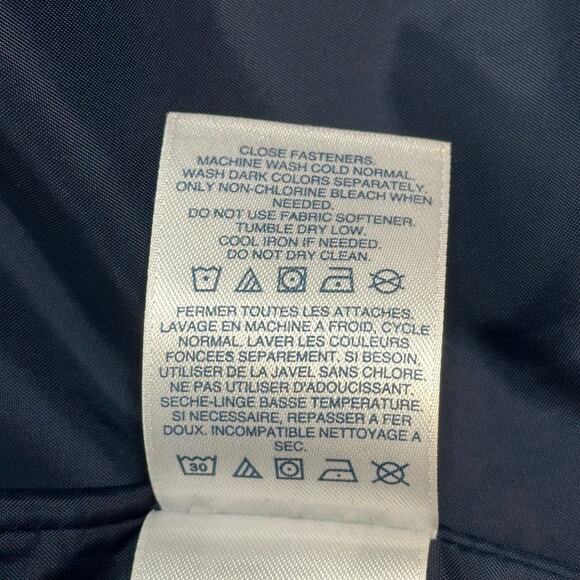 CLOSE FASTENERS.
MACHINE WASH COLD NORMAL.
WASH DARK COLORS SEPARATELY.
ONLY NON-CHLORINE BLEACH WHEN
NEEDED.
DO NOT USE FABRIC SOFTENER.
TUMBLE DRY LOW.
COOL IRON IF NEEDED.
DO NOT DRY CLEAN.
FERMER TOUTES LES ATTACHES.
LAVAGE EN MACHINE A FROID, CYCLE
NORMAL. LAVER LES COULEURS
FONCEES SEPAREMENT. SI BESOIN,
UTILISER DE LA JAVEL SANS CHLORE.
NE PAS UTILISER D'ADOUCISSANT.
SECHE-LINGE BASSE TEMPERATURE.
SI NECESSAIRE, REPASSER A FER
DOUX. INCOMPATIBLE NETTOYAGE A
SEC.
30